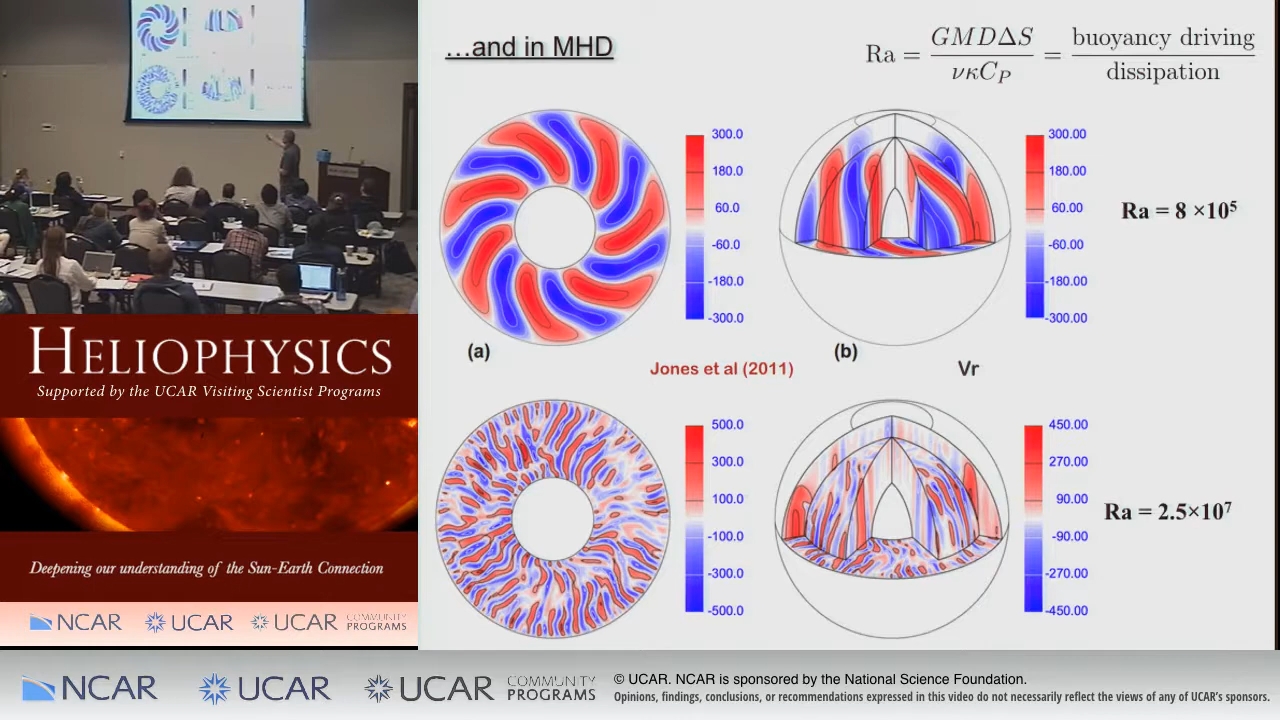 …and in MHD
Ra = GMDΔS / νκC_P = buoyancy driving / dissipation
300.0
180.0
60.0
-60.0
-180.0
-300.0
300.00
180.00
60.00
-60.00
-180.00
-300.00
Ra = 8 ×10⁵
(a)
(b)
Jones et al (2011)
Vr
500.0
300.0
100.0
-100.0
-300.0
-500.0
450.00
270.00
90.00
-90.00
-270.00
-450.00
Ra = 2.5×10⁷
HELIOPHYSICS
Supported by the UCAR Visiting Scientist Programs
Deepening our understanding of the Sun-Earth Connection
NCAR
UCAR
UCAR COMMUNITY PROGRAMS
NCAR
UCAR
UCAR COMMUNITY PROGRAMS
© UCAR. NCAR is sponsored by the National Science Foundation.
Opinions, findings, conclusions, or recommendations expressed in this video do not necessarily reflect the views of any of UCAR's sponsors.